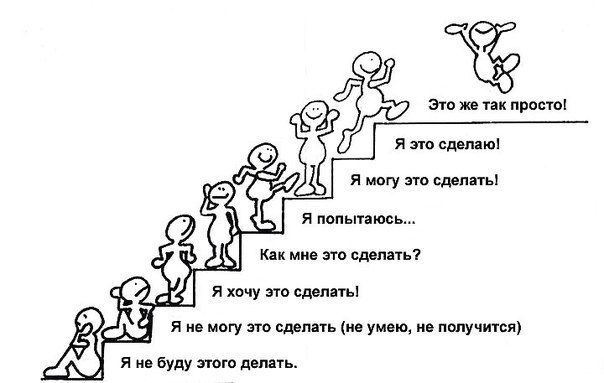 Это же так просто!
Я это сделаю!
Я могу это сделать!
Я попытаюсь...
Как мне это сделать?
Я хочу это сделать!
Я не могу это сделать (не умею, не получится)
Я не буду этого делать.